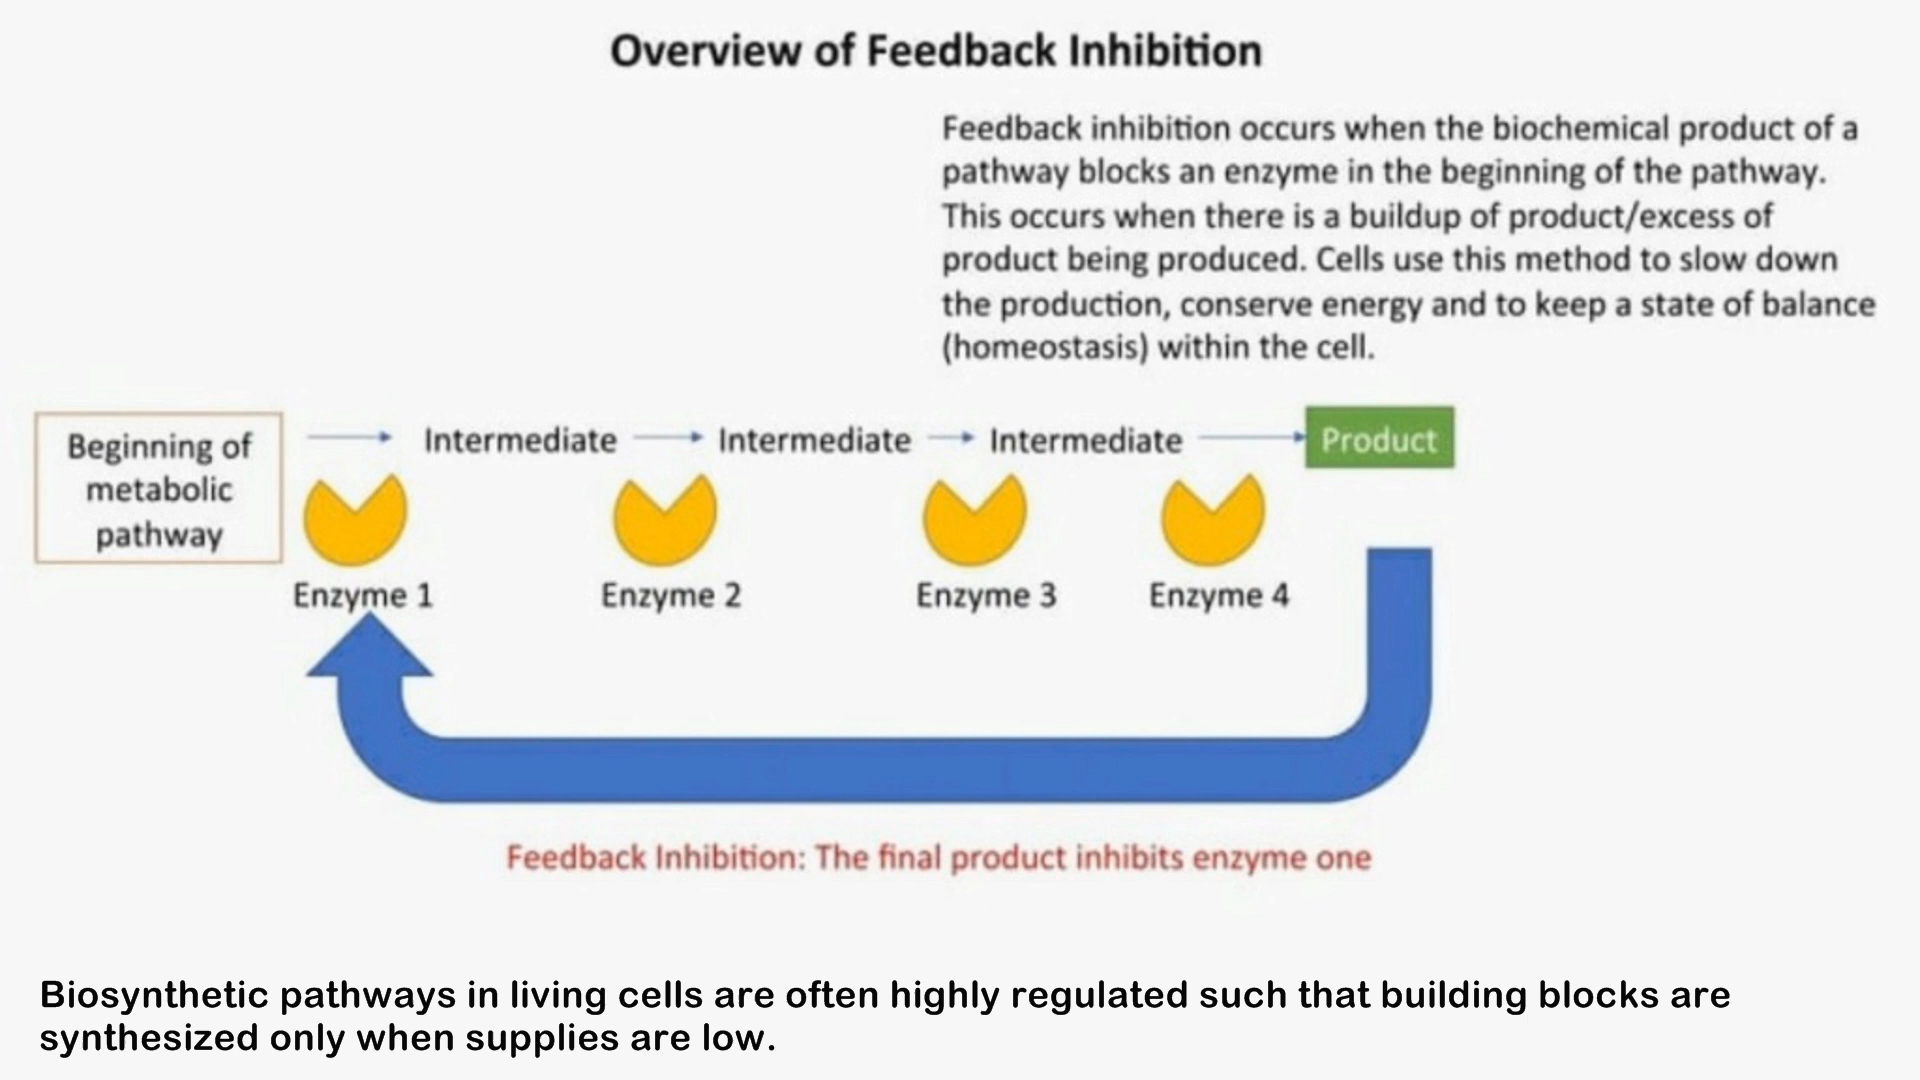 Overview of Feedback Inhibition
Feedback inhibition occurs when the biochemical product of a
pathway blocks an enzyme in the beginning of the pathway.
This occurs when there is a buildup of product/excess of
product being produced. Cells use this method to slow down
the production, conserve energy and to keep a state of balance
(homeostasis) within the cell.
Beginning of
metabolic
pathway
Intermediate
Intermediate
Intermediate
Product
Enzyme 1
Enzyme 2
Enzyme 3
Enzyme 4
Feedback Inhibition: The final product inhibits enzyme one
Biosynthetic pathways in living cells are often highly regulated such that building blocks are
synthesized only when supplies are low.